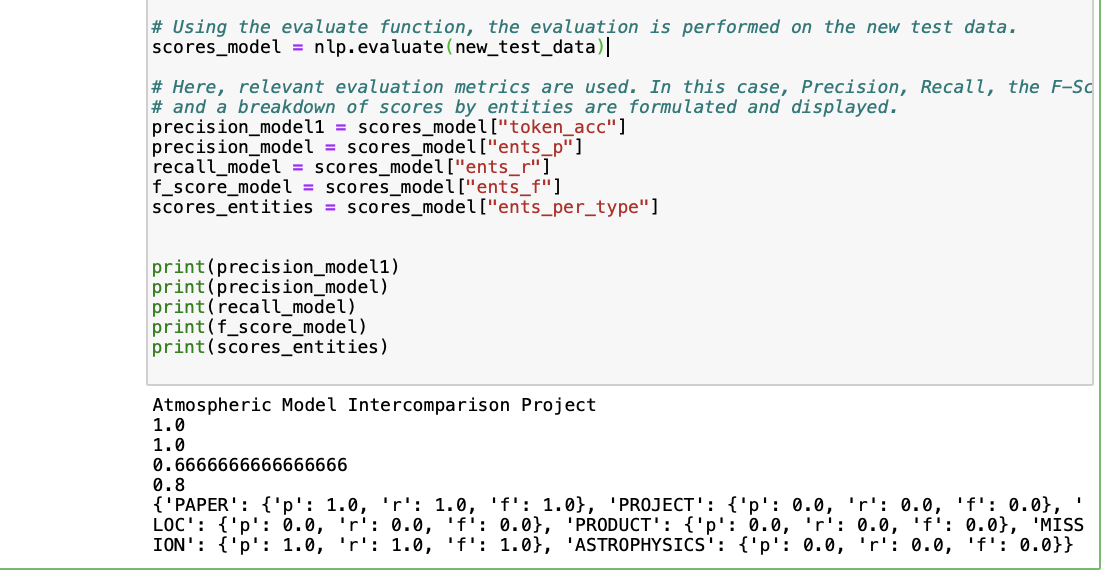 # Using the evaluate function, the evaluation is performed on the new test data.
scores_model = nlp.evaluate(new_test_data)
# Here, relevant evaluation metrics are used. In this case, Precision, Recall, the F-Sc
# and a breakdown of scores by entities are formulated and displayed.
precision_model1 = scores_model["token_acc"]
precision_model = scores_model["ents_p"]
recall_model = scores_model["ents_r"]
f_score_model = scores_model["ents_f"]
scores_entities = scores_model["ents_per_type"]
print(precision_model1)
print(precision_model)
print(recall_model)
print(f_score_model)
print(scores_entities)
Atmospheric Model Intercomparison Project
1.0
1.0
0.6666666666666666
0.8
{'PAPER': {'p': 1.0, 'r': 1.0, 'f': 1.0}, 'PROJECT': {'p': 0.0, 'r': 0.0, 'f': 0.0}, '
LOC': {'p': 0.0, 'r': 0.0, 'f': 0.0}, 'PRODUCT': {'p': 0.0, 'r': 0.0, 'f': 0.0}, 'MISS
ION': {'p': 1.0, 'r': 1.0, 'f': 1.0}, 'ASTROPHYSICS': {'p': 0.0, 'r': 0.0, 'f': 0.0}}